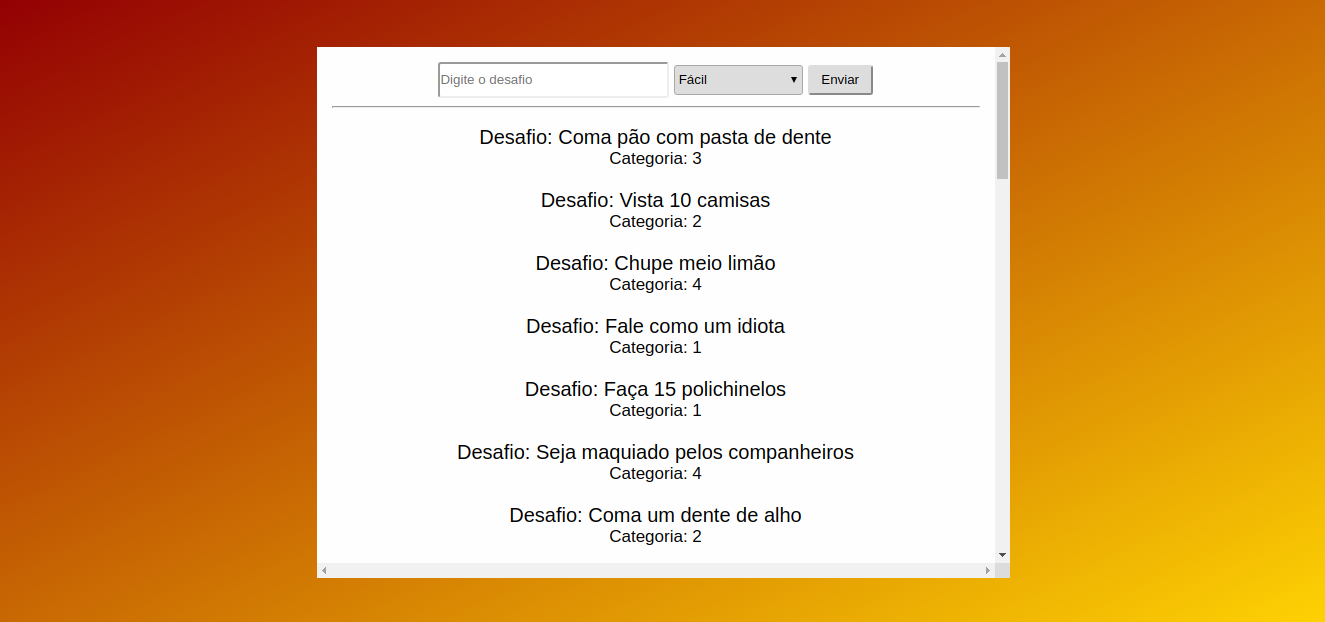 Digite o desafio Fácil Enviar
Desafio: Coma pão com pasta de dente
Categoria: 3
Desafio: Vista 10 camisas
Categoria: 2
Desafio: Chupe meio limão
Categoria: 4
Desafio: Fale como um idiota
Categoria: 1
Desafio: Faça 15 polichinelos
Categoria: 1
Desafio: Seja maquiado pelos companheiros
Categoria: 4
Desafio: Coma um dente de alho
Categoria: 2